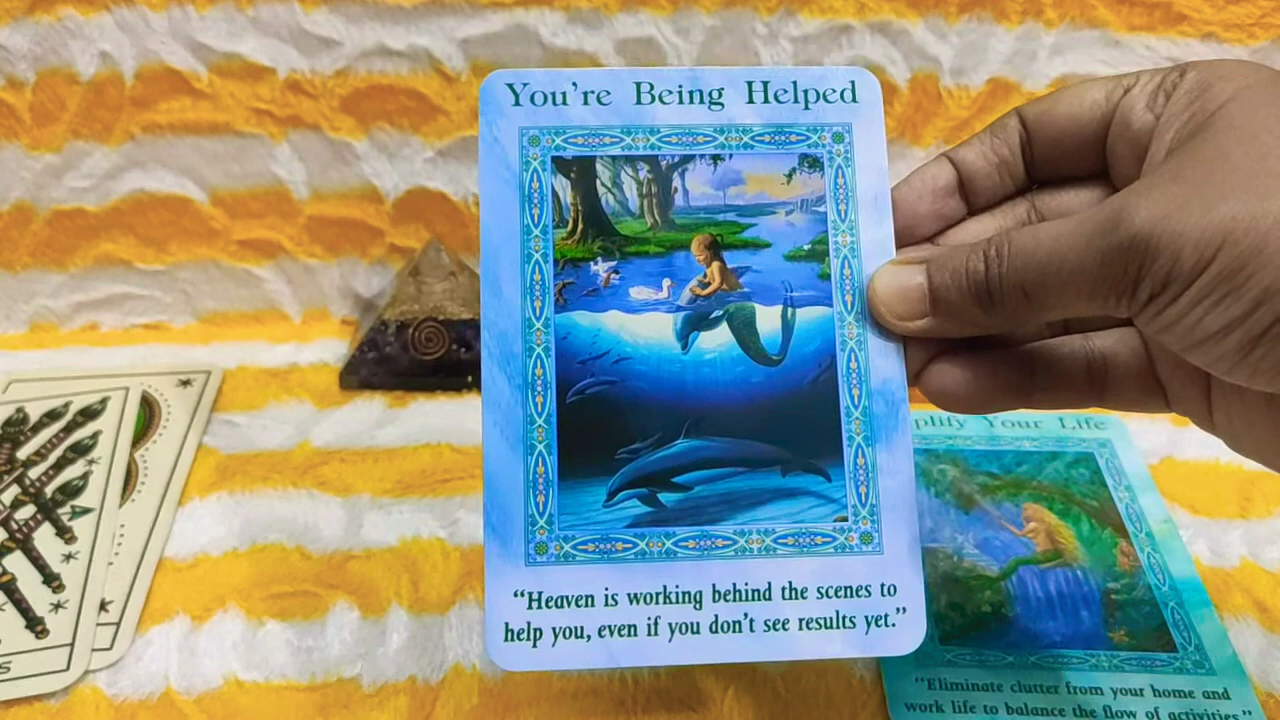 You're Being Helped
"Heaven is working behind the scenes to
help you, even if you don't see results yet."
plify Your Life
"Eliminate clutter from your home and
work life to balance the flow of activities"
S